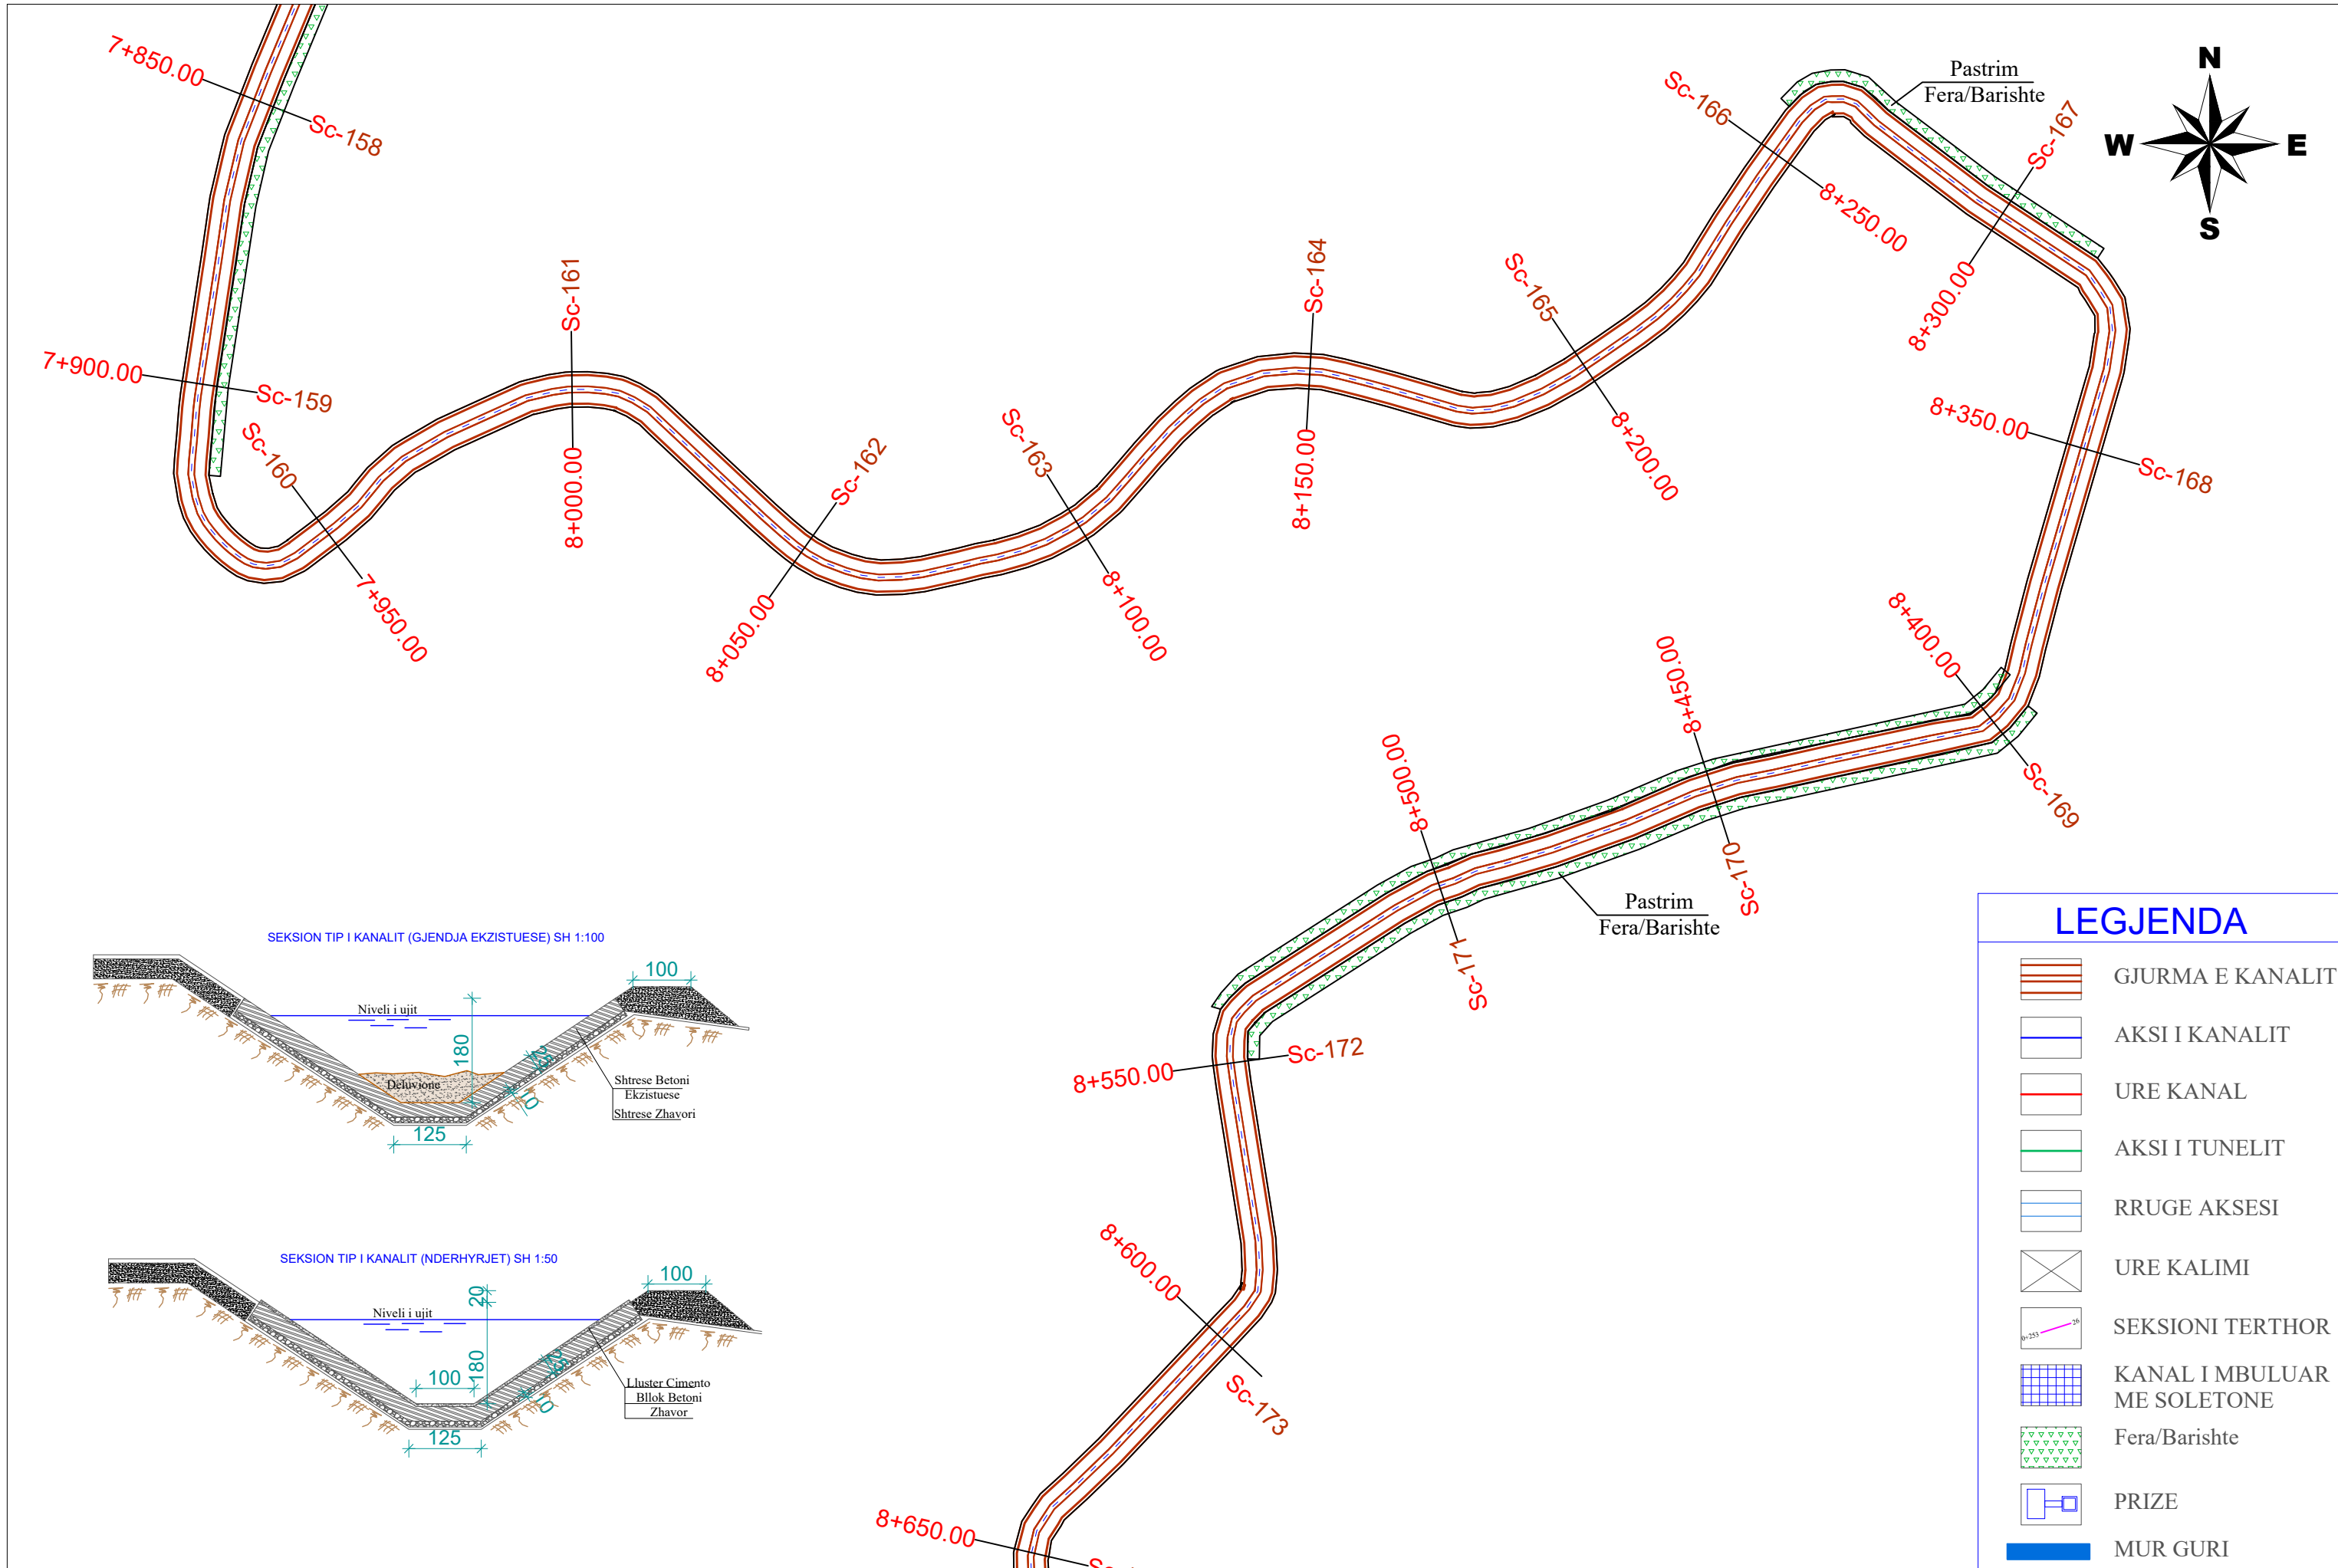 7+850.00
Sc-158
7+900.00
Sc-159
Sc-160
7+950.00
Sc-161
8+000.00
Sc-162
8+050.00
Sc-163
8+100.00
Sc-164
8+150.00
Sc-165
8+200.00
Sc-166
8+250.00
Pastrim
Fera/Barishte
Sc-167
8+300.00
N
W
E
S
8+350.00
Sc-168
8+400.00
Sc-169
8+450.00
Sc-170
8+500.00
Sc-171
Pastrim
Fera/Barishte
8+550.00
Sc-172
8+600.00
Sc-173
8+650.00
SEKSION TIP I KANALIT (GJENDJA EKZISTUESE) SH 1:100
100
Niveli i ujit
180
Deluvione
10
125
Shtrese Betoni
Ekzistuese
Shtrese Zhavori
SEKSION TIP I KANALIT (NDERHYRJET) SH 1:50
100
20
Niveli i ujit
180
100
10
125
Lluster Cimento
Bllok Betoni
Zhavor
LEGJENDA
GJURMA E KANALIT
AKSI I KANALIT
URE KANAL
AKSI I TUNELIT
RRUGE AKSESI
URE KALIMI
0+253
26
SEKSIONI TERTHOR
KANAL I MBULUAR
ME SOLETONE
Fera/Barishte
PRIZE
MUR GURI